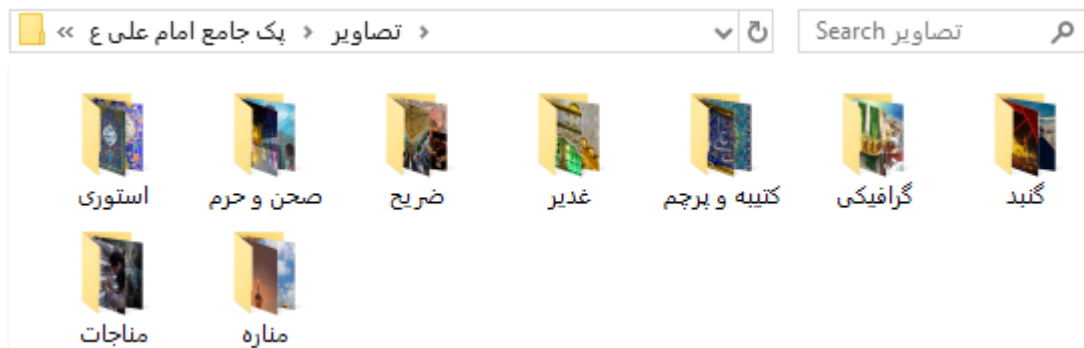 « پک جامع امام علی ع › تصاویر ›
Search تصاویر
استوری صحن و حرم ضریح غدیر کتیبه و پرچم گرافیکی گنبد
مناجات مناره